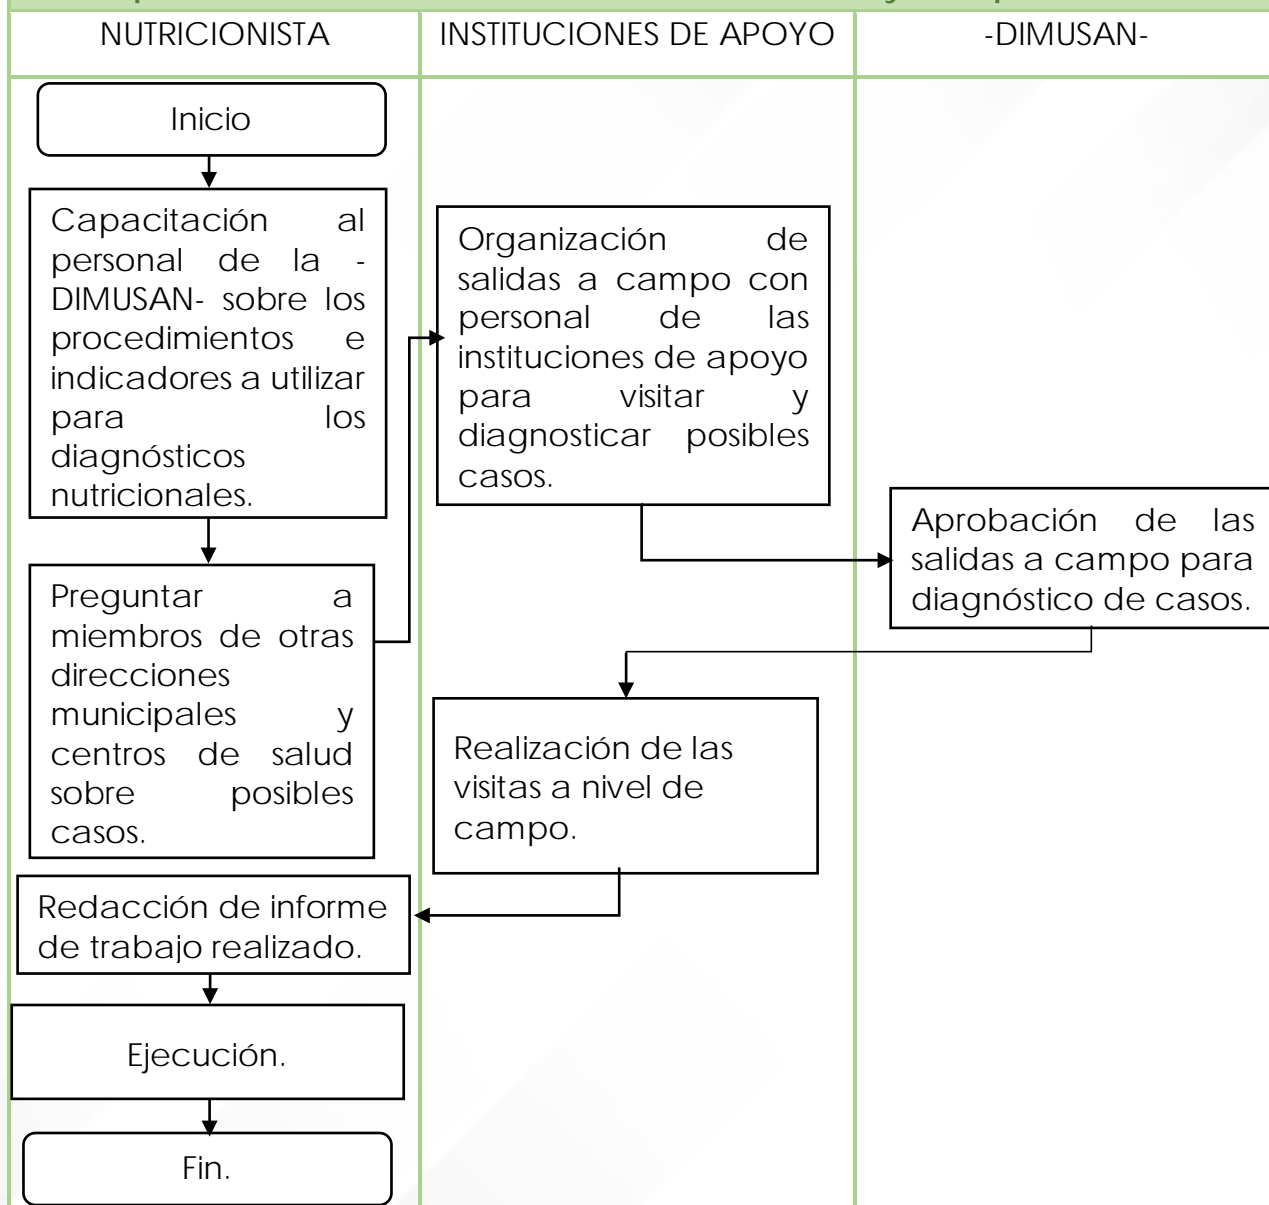 NUTRICIONISTA
INSTITUCIONES DE APOYO
-DIMUSAN-
Inicio
Capacitación al
personal de la -
DIMUSAN- sobre los
procedimientos e
indicadores a utilizar
para los
diagnósticos
nutricionales.
Preguntar a
miembros de otras
direcciones
municipales y
centros de salud
sobre posibles
casos.
Organización de
salidas a campo con
personal de las
instituciones de apoyo
para visitar y
diagnosticar posibles
casos.
Aprobación de las
salidas a campo para
diagnóstico de casos.
Realización de las
visitas a nivel de
campo.
Redacción de informe
de trabajo realizado.
Ejecución.
Fin.